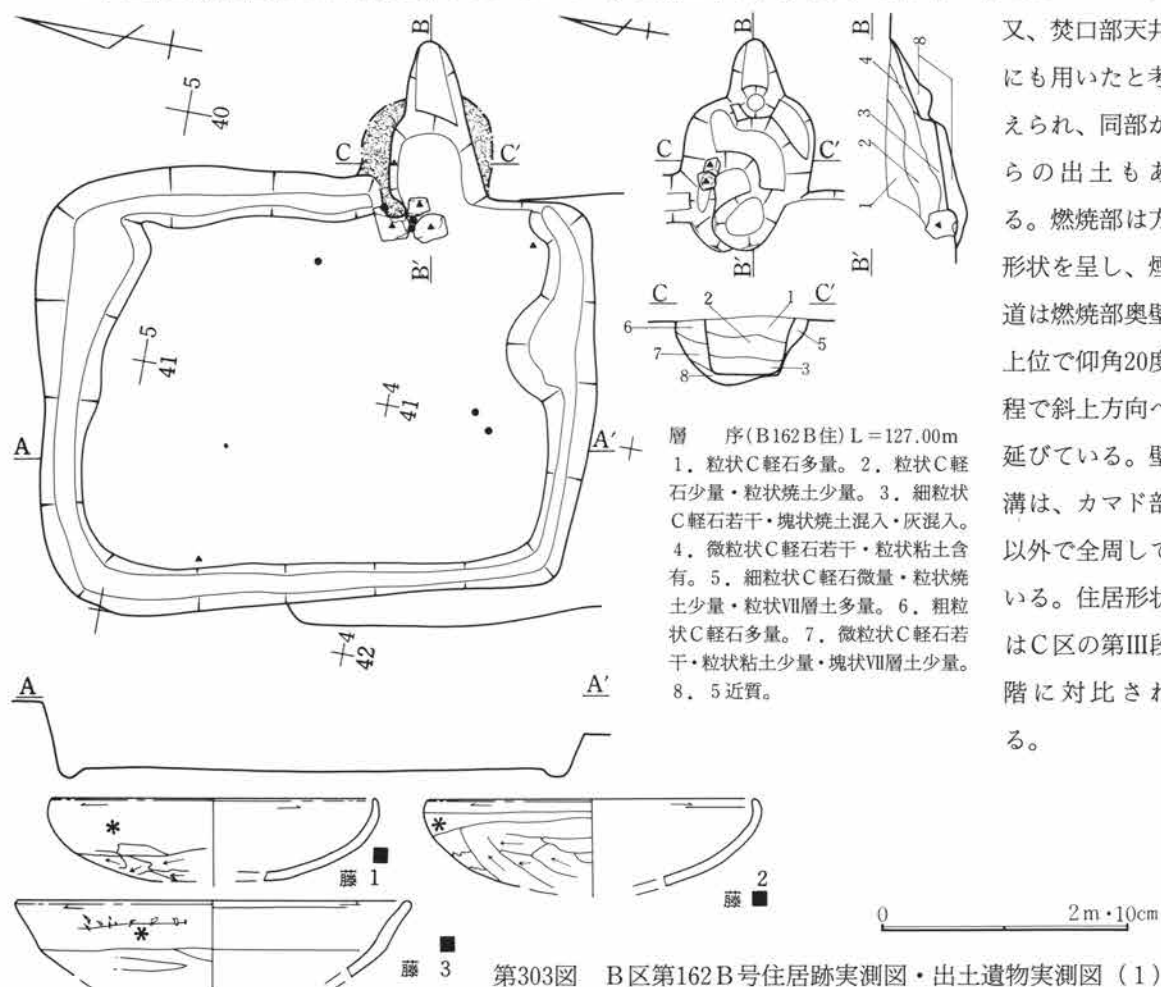 B
B
B
又、焚口部天井
にも用いたと考
えられ、同部か
らの出土もあ
る。燃焼部は方
形状を呈し、煙
道は燃焼部奥壁
上位で仰角20度
程で斜上方向へ
延びている。壁
溝は、カマド部
以外で全周して
いる。住居形状
はC区の第III段
階に対比され
る。
5
40
C
C′
B′
5
41
4
41
A
A′
4
42
C
C′
B′
8
4
3
2
1
B′
C
C′
2
1
6
7
8
5
3
層 序(B162B住)L=127.00m
1．粒状C軽石多量。2．粒状C軽
石少量・粒状焼土少量。3．細粒状
C軽石若干・塊状焼土混入・灰混入。
4．微粒状C軽石若干・粒状粘土含
有。5．細粒状C軽石微量・粒状焼
土少量・粒状VII層土多量。6．粗粒
状C軽石多量。7．微粒状C軽石若
干・粒状粘土少量・塊状VII層土少量。
8．5近質。
A
A′
*
藤 1
*
2
藤
*
藤 3
0
2m・10cm
第303図 B区第162B号住居跡実測図・出土遺物実測図(1)